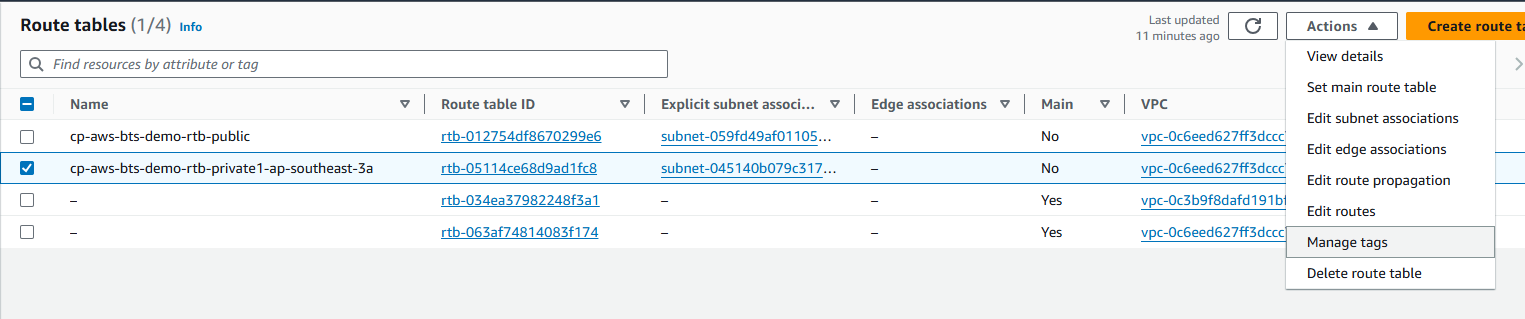 Route tables (1/4) Info
Last updated
11 minutes ago
Actions
Create route ta
Find resources by attribute or tag
View details
Set main route table
Edit subnet associations
Edit edge associations
Edit route propagation
Edit routes
Manage tags
Delete route table
Name Route table ID Explicit subnet associ... Edge associations Main VPC
cp-aws-bts-demo-rtb-public rtb-012754df8670299e6 subnet-059fd49af01105... – No vpc-0c6eed627ff3dccc
cp-aws-bts-demo-rtb-private1-ap-southeast-3a rtb-05114ce68d9ad1fc8 subnet-045140b079c317... – No vpc-0c6eed627ff3dccc
– rtb-034ea37982248f3a1 – – Yes vpc-0c3b9f8dafd191b
– rtb-063af74814083f174 – – Yes vpc-0c6eed627ff3dccc